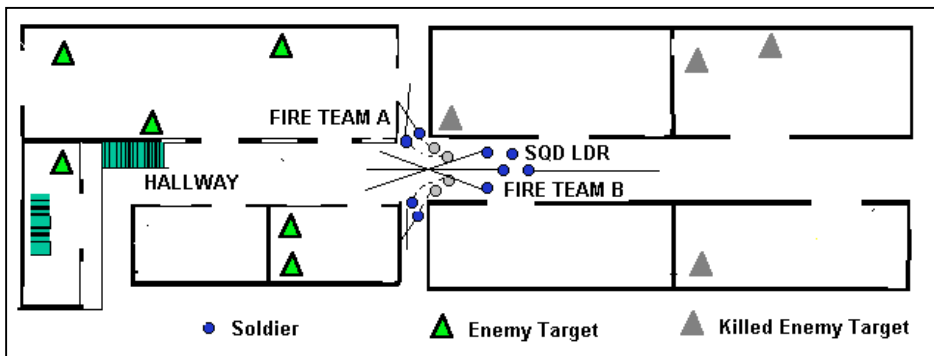 FIRE TEAM A
SQD LDR
HALLWAY
FIRE TEAM B
Soldier
Enemy Target
Killed Enemy Target